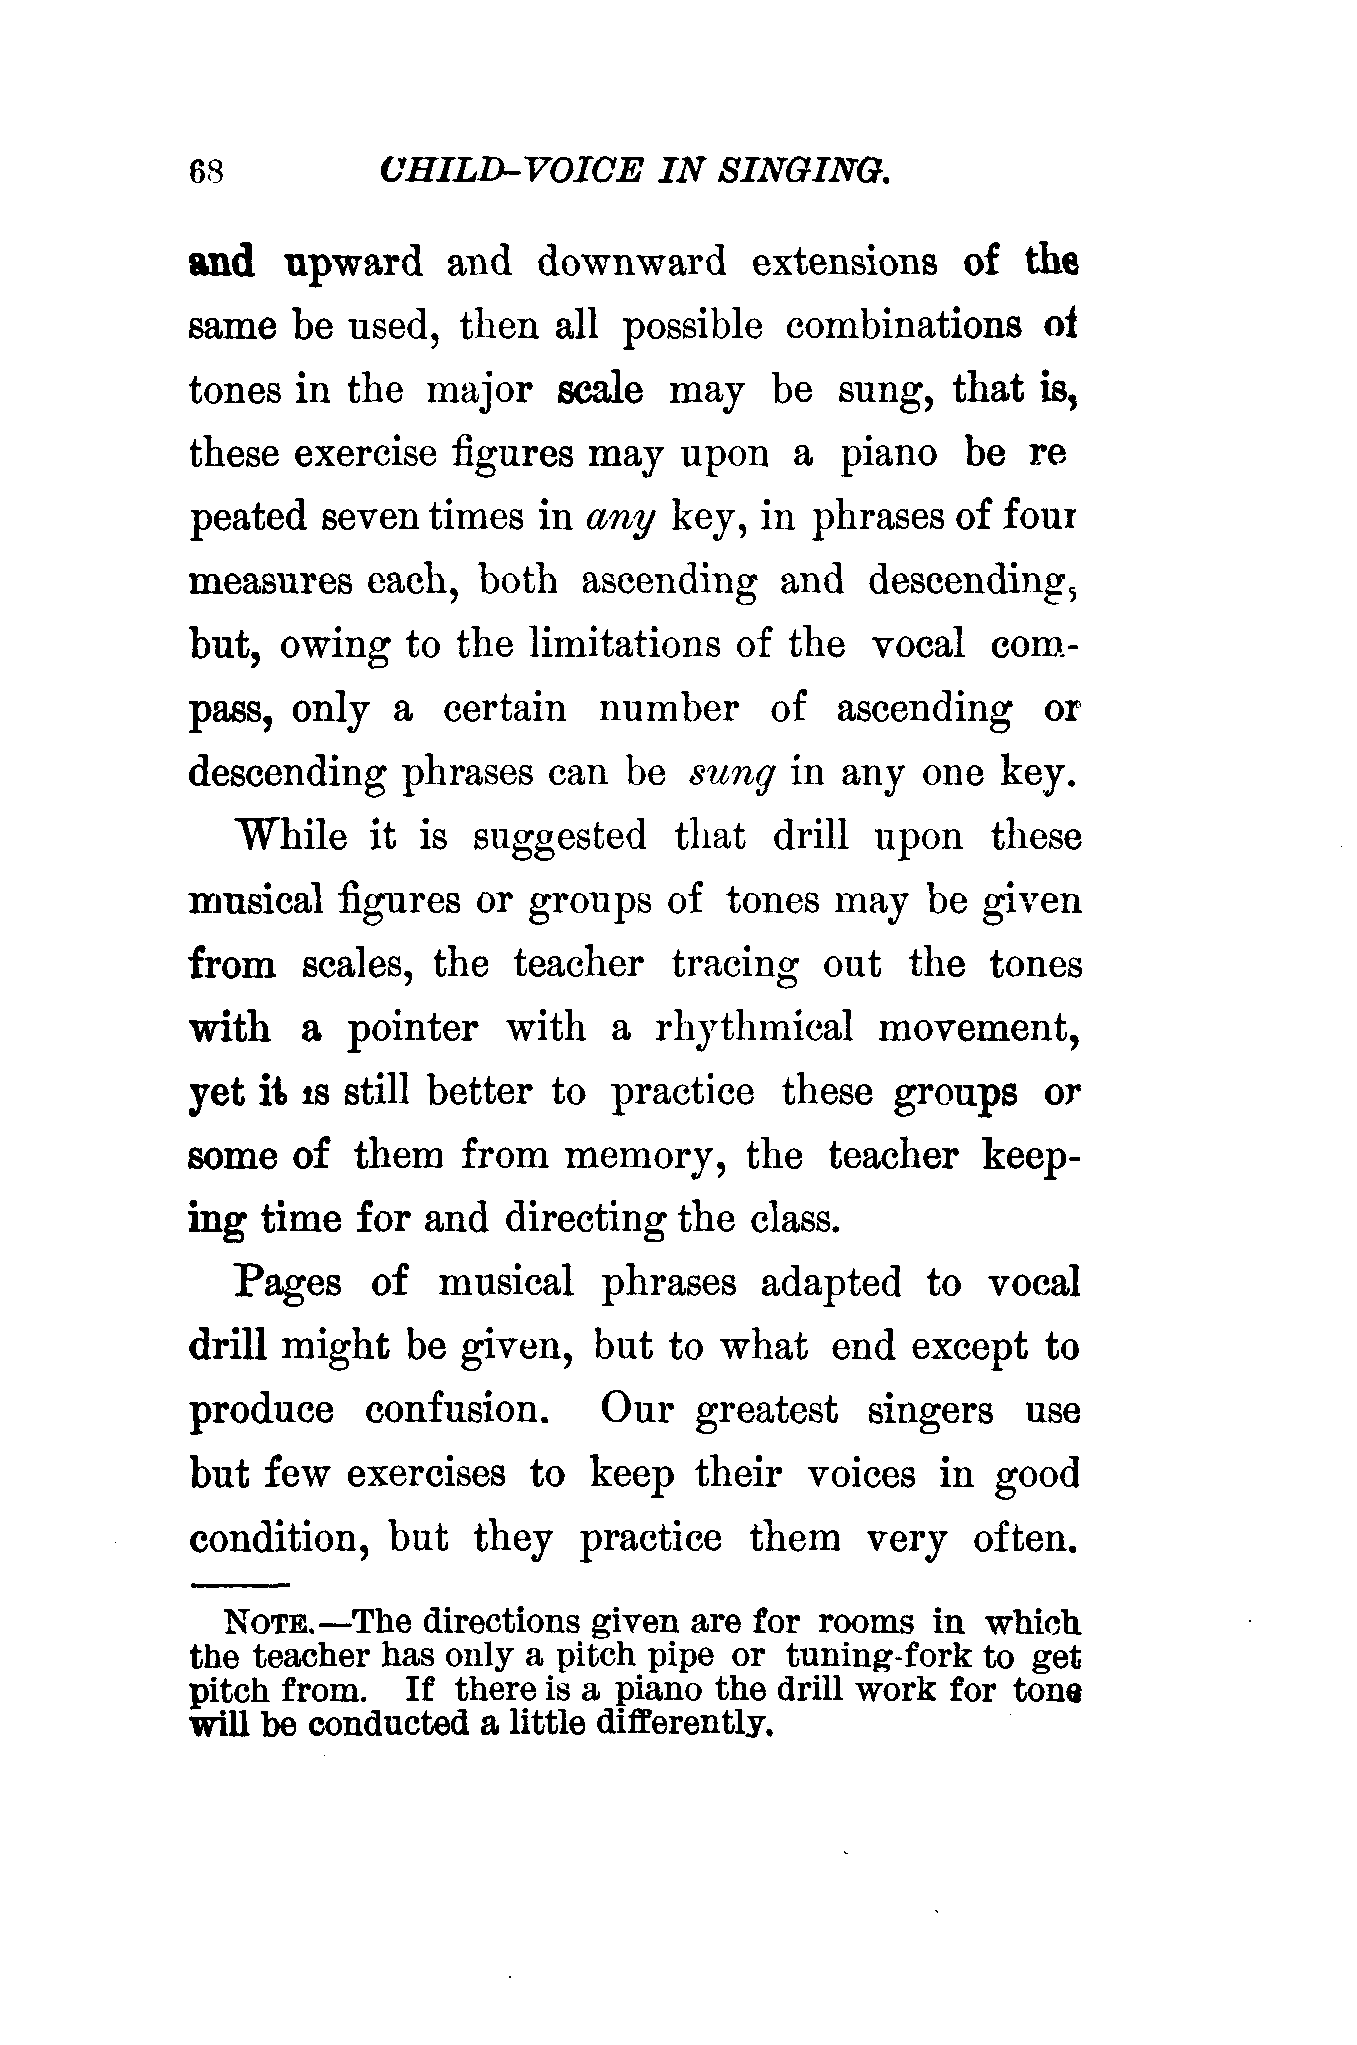 68 CHILD-VOICE IN SINGING.
and upward and downward extensions of the
same be used, then all possible combinations of
tones in the major scale may be sung, that is,
these exercise figures may upon a piano be re
peated seven times in any key, in phrases of four
measures each, both ascending and descending,
but, owing to the limitations of the vocal com-
pass, only a certain number of ascending or
descending phrases can be sung in any one key.
While it is suggested that drill upon these
musical figures or groups of tones may be given
from scales, the teacher tracing out the tones
with a pointer with a rhythmical movement,
yet it is still better to practice these groups or
some of them from memory, the teacher keep-
ing time for and directing the class.
Pages of musical phrases adapted to vocal
drill might be given, but to what end except to
produce confusion. Our greatest singers use
but few exercises to keep their voices in good
condition, but they practice them very often.
NOTE.—The directions given are for rooms in which
the teacher has only a pitch pipe or tuning-fork to get
pitch from. If there is a piano the drill work for tone
will be conducted a little differently.